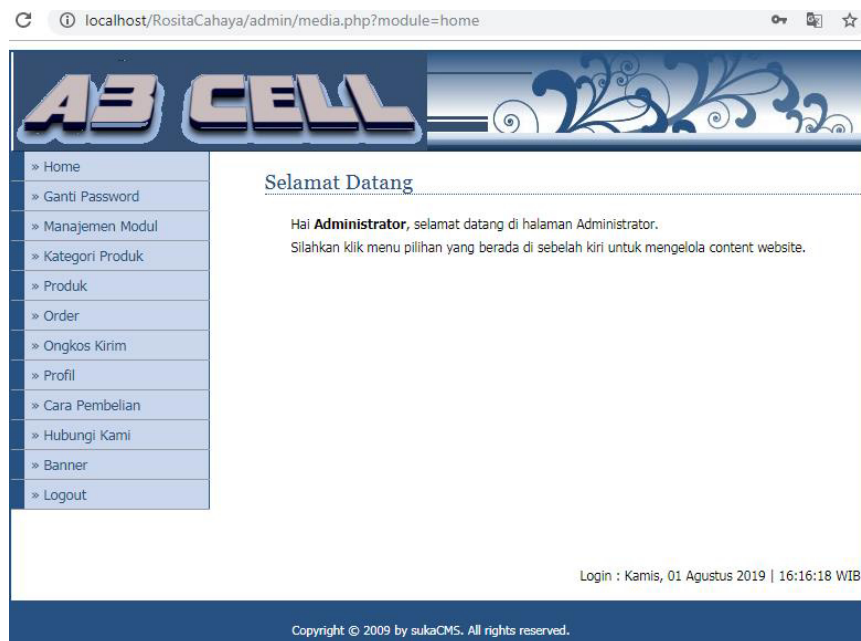 localhost/RositaCahaya/admin/media.php?module=home
A3 CELL
» Home
» Ganti Password
» Manajemen Modul
» Kategori Produk
» Produk
» Order
» Ongkos Kirim
» Profil
» Cara Pembelian
» Hubungi Kami
» Banner
» Logout
Selamat Datang
Hai Administrator, selamat datang di halaman Administrator.
Silahkan klik menu pilihan yang berada di sebelah kiri untuk mengelola content website.
Login : Kamis, 01 Agustus 2019 | 16:16:18 WIB
Copyright © 2009 by sukaCMS. All rights reserved.